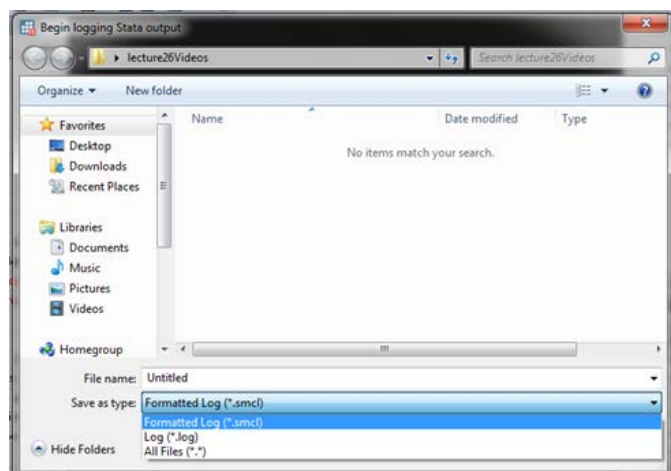 Begin logging Stata output
lecture26Videos
Search lecture26Videos
Organize
New folder
Name
Date modified
Type
Favorites
Desktop
Downloads
Recent Places
Libraries
Documents
Music
Pictures
Videos
Homegroup
No items match your search.
File name: Untitled
Save as type: Formatted Log (*.smcl)
Formatted Log (*.smcl)
Log (*.log)
All Files (*.*)
Hide Folders